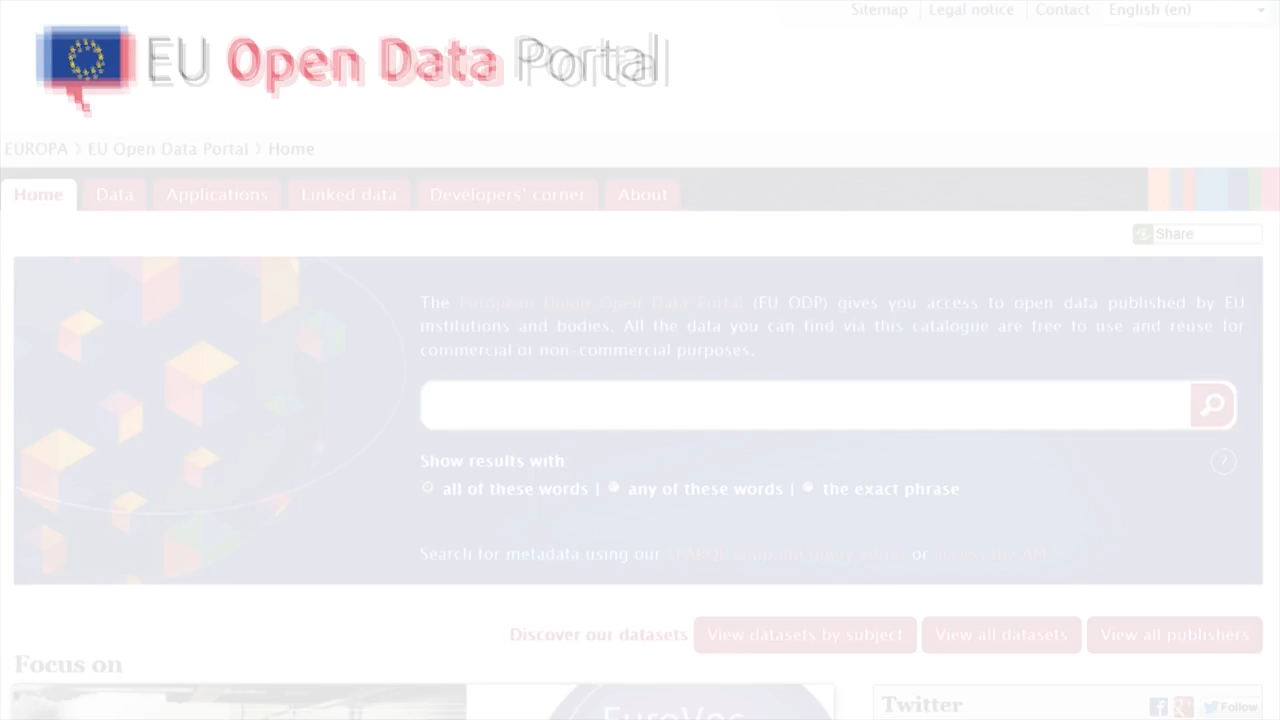 Sitemap Legal notice Contact English (en)
EU Open Data Portal
EUROPA 〉 EU Open Data Portal 〉 Home
Home Data Applications Linked data Developers' corner About
Share
The European Union Open Data Portal (EU ODP) gives you access to open data published by EU
institutions and bodies. All the data you can find via this catalogue are free to use and reuse for
commercial or non-commercial purposes.
Show results with ?
all of these words | any of these words | the exact phrase
Search for metadata using our SPARQL or access the API
Discover our datasets View datasets by subject View all datasets View all publishers
Focus on
EuroVoc
Twitter Follow